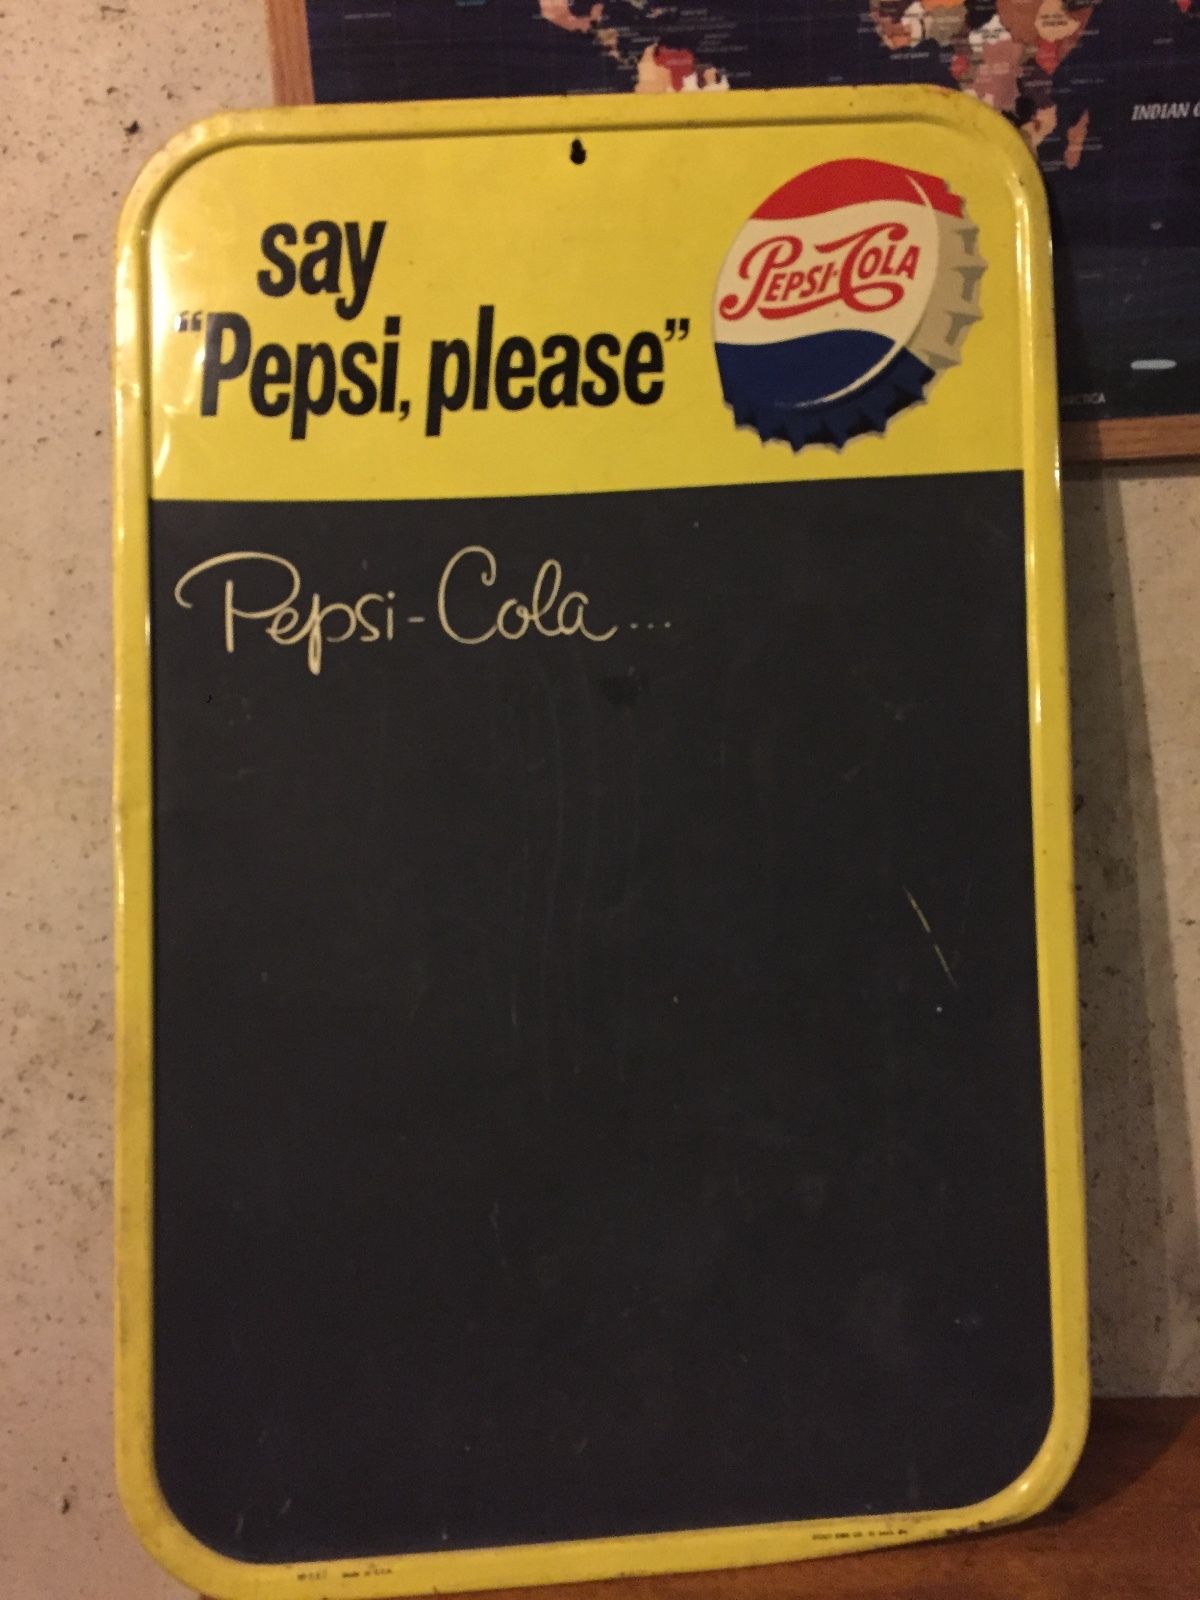 INDIAN
say
"Pepsi, please"
PEPSI-COLA
Pepsi-Cola...